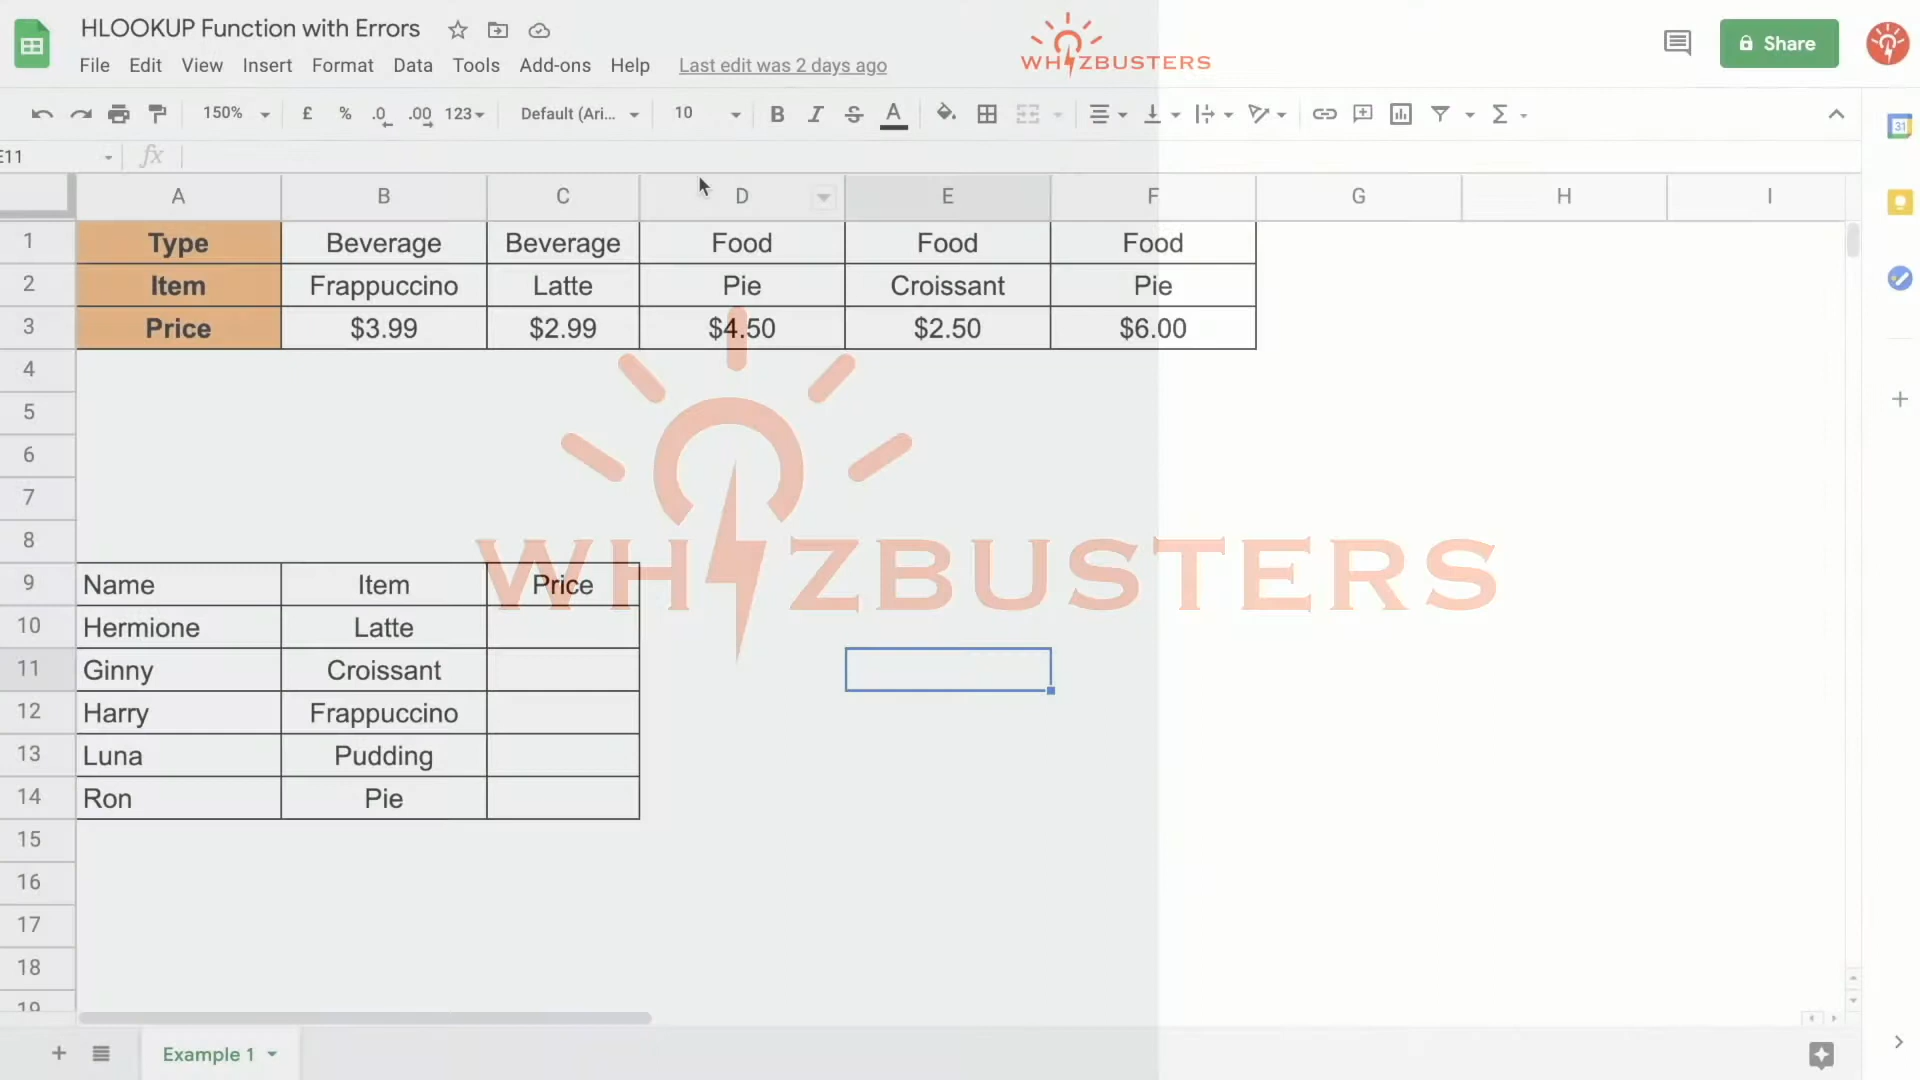 HLOOKUP Function with Errors
File Edit View Insert Format Data Tools Add-ons Help Last edit was 2 days ago
WHIZBUSTERS
Share
150% £ % .0 .00 123 Default (Ari... 10 B I S A Σ
31
E11 fx
A B C D E F G H I
1 Type Beverage Beverage Food Food Food
2 Item Frappuccino Latte Pie Croissant Pie
3 Price $3.99 $2.99 $4.50 $2.50 $6.00
4
5
6
7
8
WHIZBUSTERS
9 Name Item Price
10 Hermione Latte
11 Ginny Croissant
12 Harry Frappuccino
13 Luna Pudding
14 Ron Pie
15
16
17
18
19
Example 1